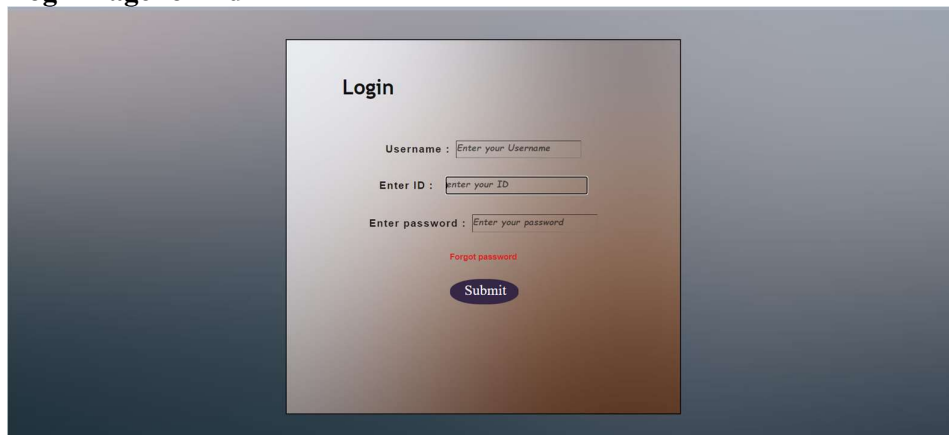 Login
Username : Enter your Username
Enter ID : enter your ID
Enter password : Enter your password
Forgot password
Submit